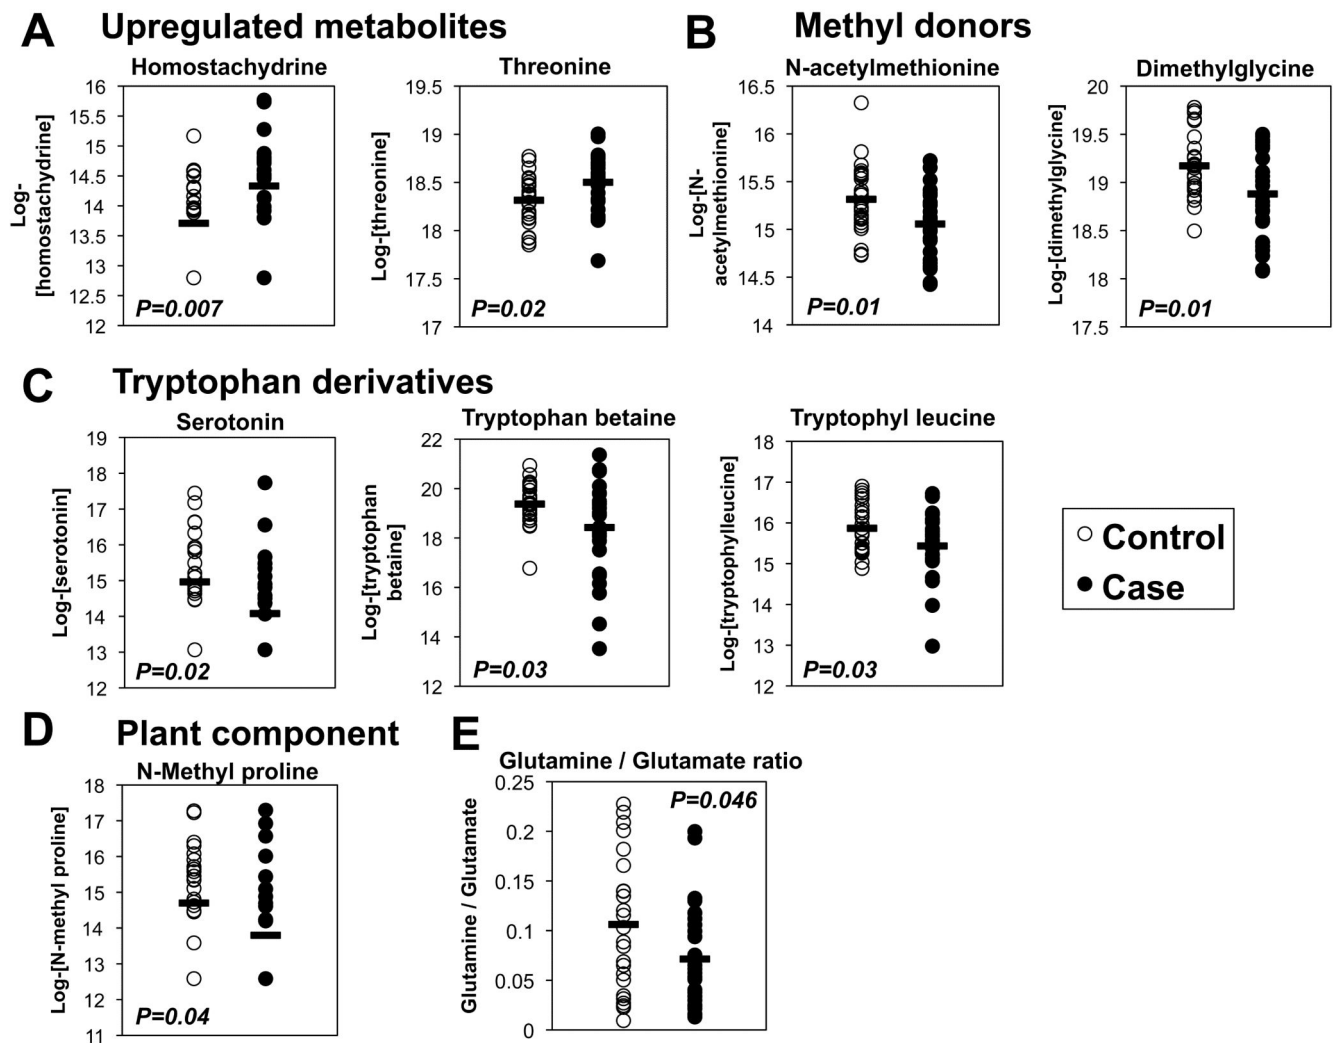 A Upregulated metabolites
Homostachydrine
Log-
[homostachydrine]
16
15.5
15
14.5
14
13.5
13
12.5
12
P=0.007
Threonine
Log-[threonine]
19.5
19
18.5
18
17.5
17
P=0.02
B Methyl donors
N-acetylmethionine
Log-[N-
acetylmethionine]
16.5
16
15.5
15
14.5
14
P=0.01
Dimethylglycine
Log-[dimethylglycine]
20
19.5
19
18.5
18
17.5
P=0.01
C Tryptophan derivatives
Serotonin
Log-[serotonin]
19
18
17
16
15
14
13
12
P=0.02
Tryptophan betaine
Log-[tryptophan
betaine]
22
20
18
16
14
12
P=0.03
Tryptophyl leucine
Log-[tryptophylleucine]
18
17
16
15
14
13
12
P=0.03
Control
Case
D Plant component
N-Methyl proline
Log-[N-methyl proline]
18
17
16
15
14
13
12
11
P=0.04
E
Glutamine / Glutamate ratio
Glutamine / Glutamate
0.25
0.2
0.15
0.1
0.05
0
P=0.046